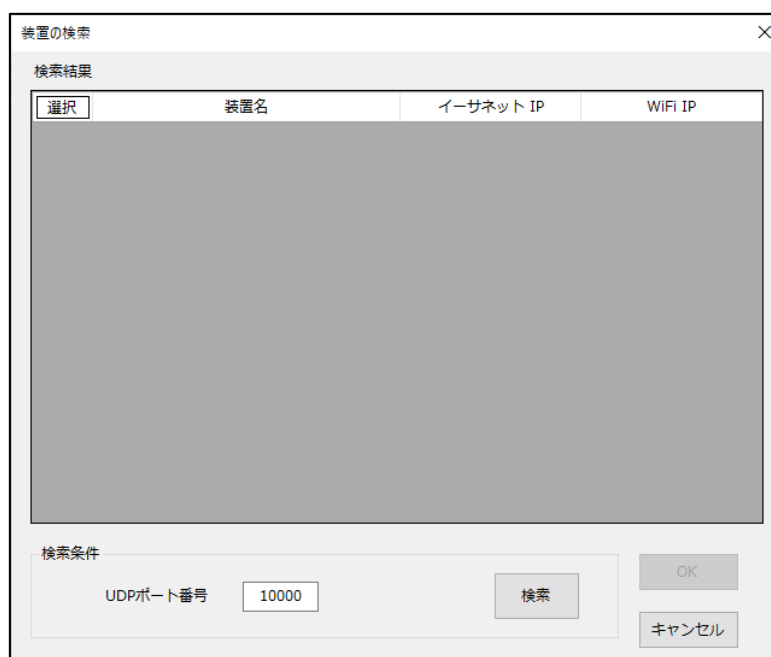 装置の検索
検索結果
選択 装置名 イーサネット IP WiFi IP
検索条件
UDPポート番号 10000 検索
OK
キャンセル